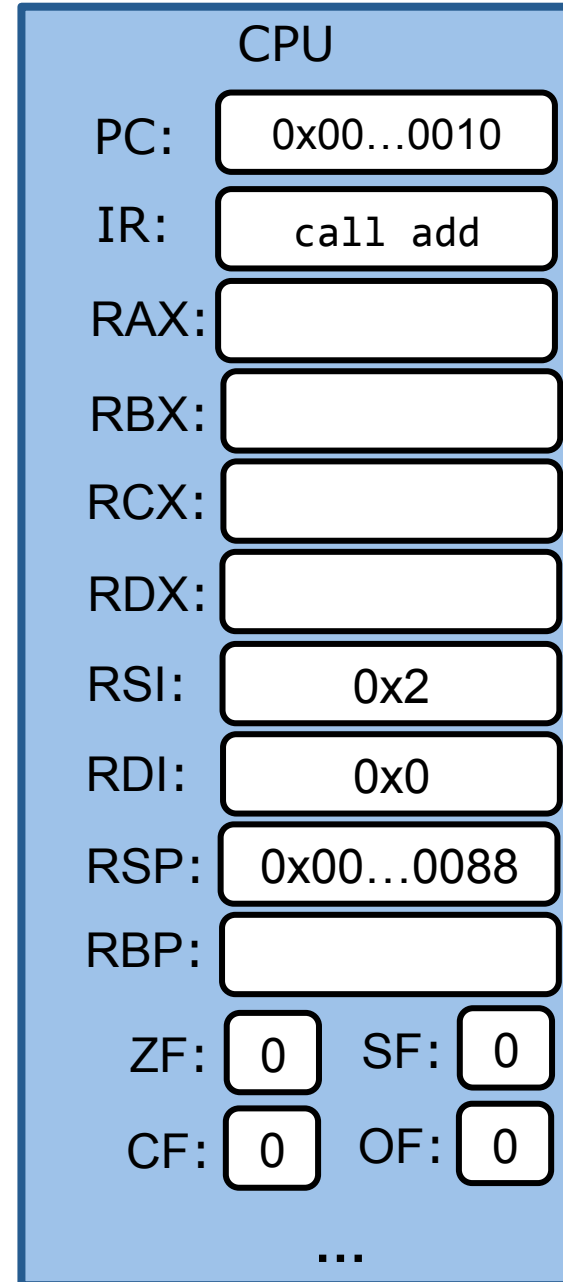 CPU
PC: 0x00...0010
IR: call add
RAX:
RBX:
RCX:
RDX:
RSI: 0x2
RDI: 0x0
RSP: 0x00...0088
RBP:
ZF: 0 SF: 0
CF: 0 OF: 0
...